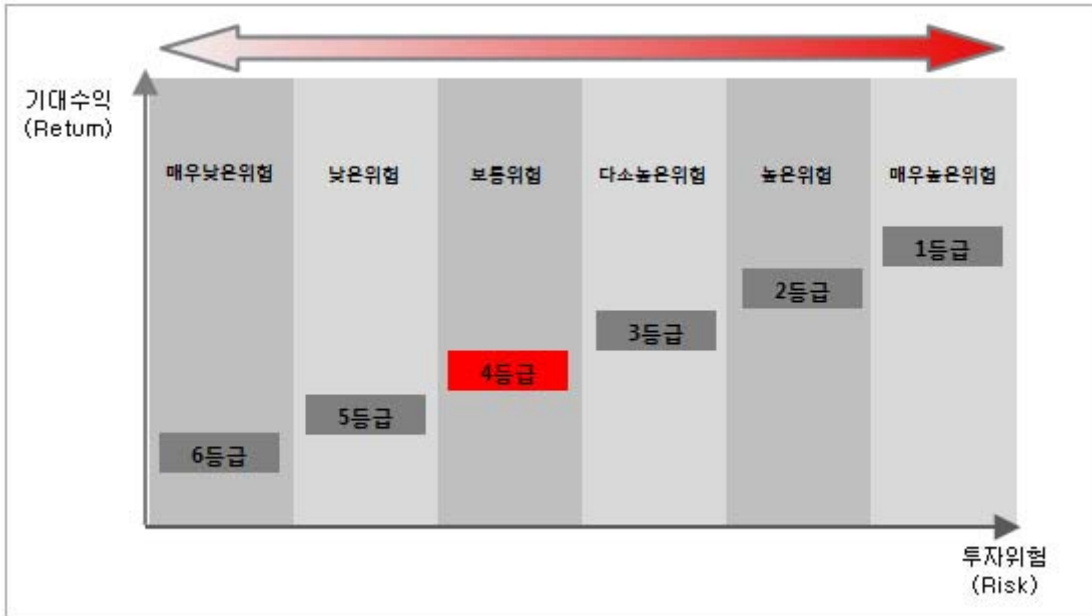 기대수익
(Return)
매우낮은위험 낮은위험 보통위험 다소높은위험 높은위험 매우높은위험
1등급
2등급
3등급
4등급
5등급
6등급
투자위험
(Risk)